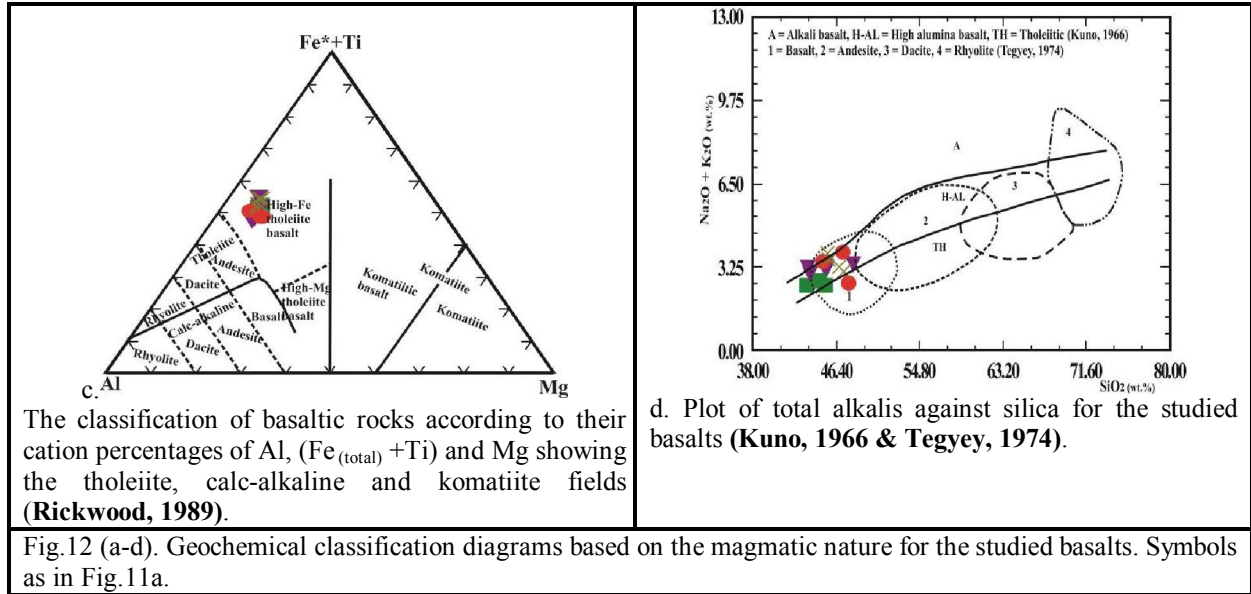 Fe*+Ti
High-Fe
tholeiite
basalt
Tholeiite
Andesite
Dacite
Rhyolite
Calc-alkaline
High-Mg
tholeiite
Basalt
basalt
Andesite
Dacite
Rhyolite
Komatiitic
basalt
Komatiite
Komatiite
Al
Mg
c.
The classification of basaltic rocks according to their
cation percentages of Al, (Fe (total) +Ti) and Mg showing
the tholeiite, calc-alkaline and komatiite fields
(Rickwood, 1989).
13.00
A = Alkali basalt, H-AL = High alumina basalt, TH = Tholeiitic (Kuno, 1966)
1 = Basalt, 2 = Andesite, 3 = Dacite, 4 = Rhyolite (Tegyey, 1974)
9.75
Na2O + K2O (wt.%)
6.50
3.25
0.00
A
4
3
H-AL
2
TH
1
38.00 46.40 54.80 63.20 71.60 80.00
SiO2 (wt.%)
d. Plot of total alkalis against silica for the studied
basalts (Kuno, 1966 & Tegyey, 1974).
Fig.12 (a-d). Geochemical classification diagrams based on the magmatic nature for the studied basalts. Symbols
as in Fig.11a.